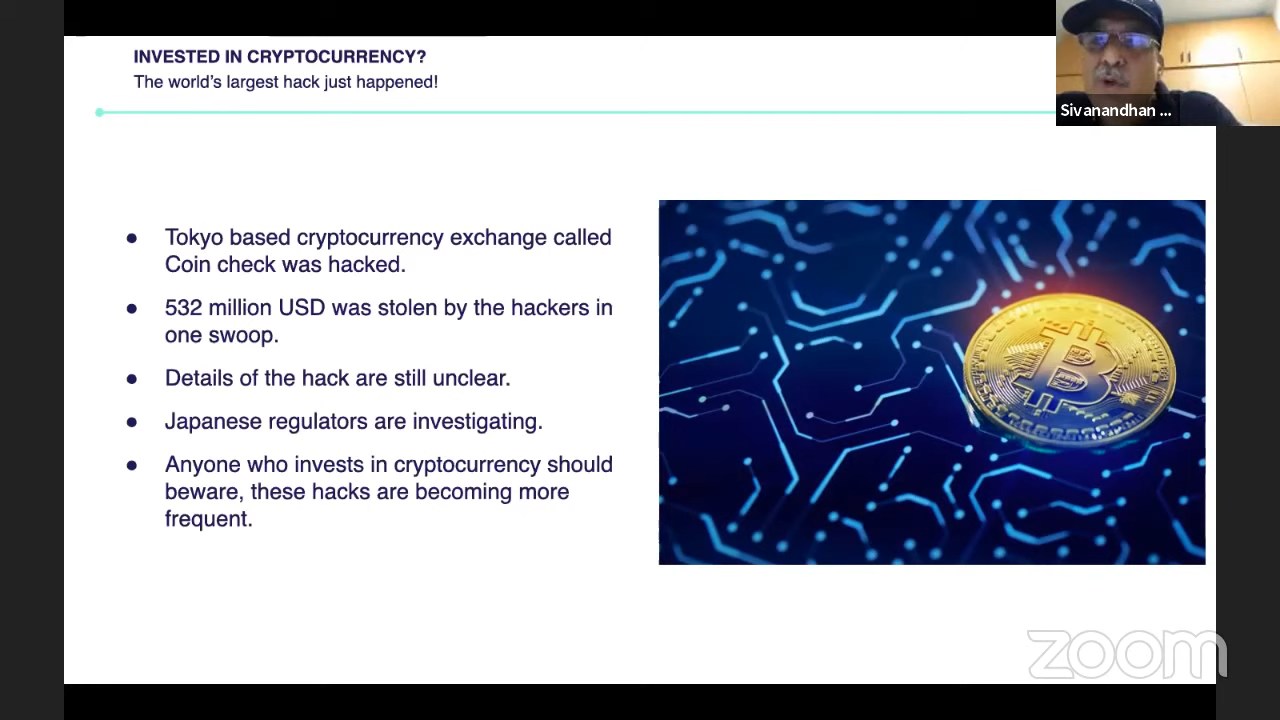 INVESTED IN CRYPTOCURRENCY?
The world's largest hack just happened!
Sivanandhan ...
● Tokyo based cryptocurrency exchange called
Coin check was hacked.
● 532 million USD was stolen by the hackers in
one swoop.
● Details of the hack are still unclear.
● Japanese regulators are investigating.
● Anyone who invests in cryptocurrency should
beware, these hacks are becoming more
frequent.
zoom